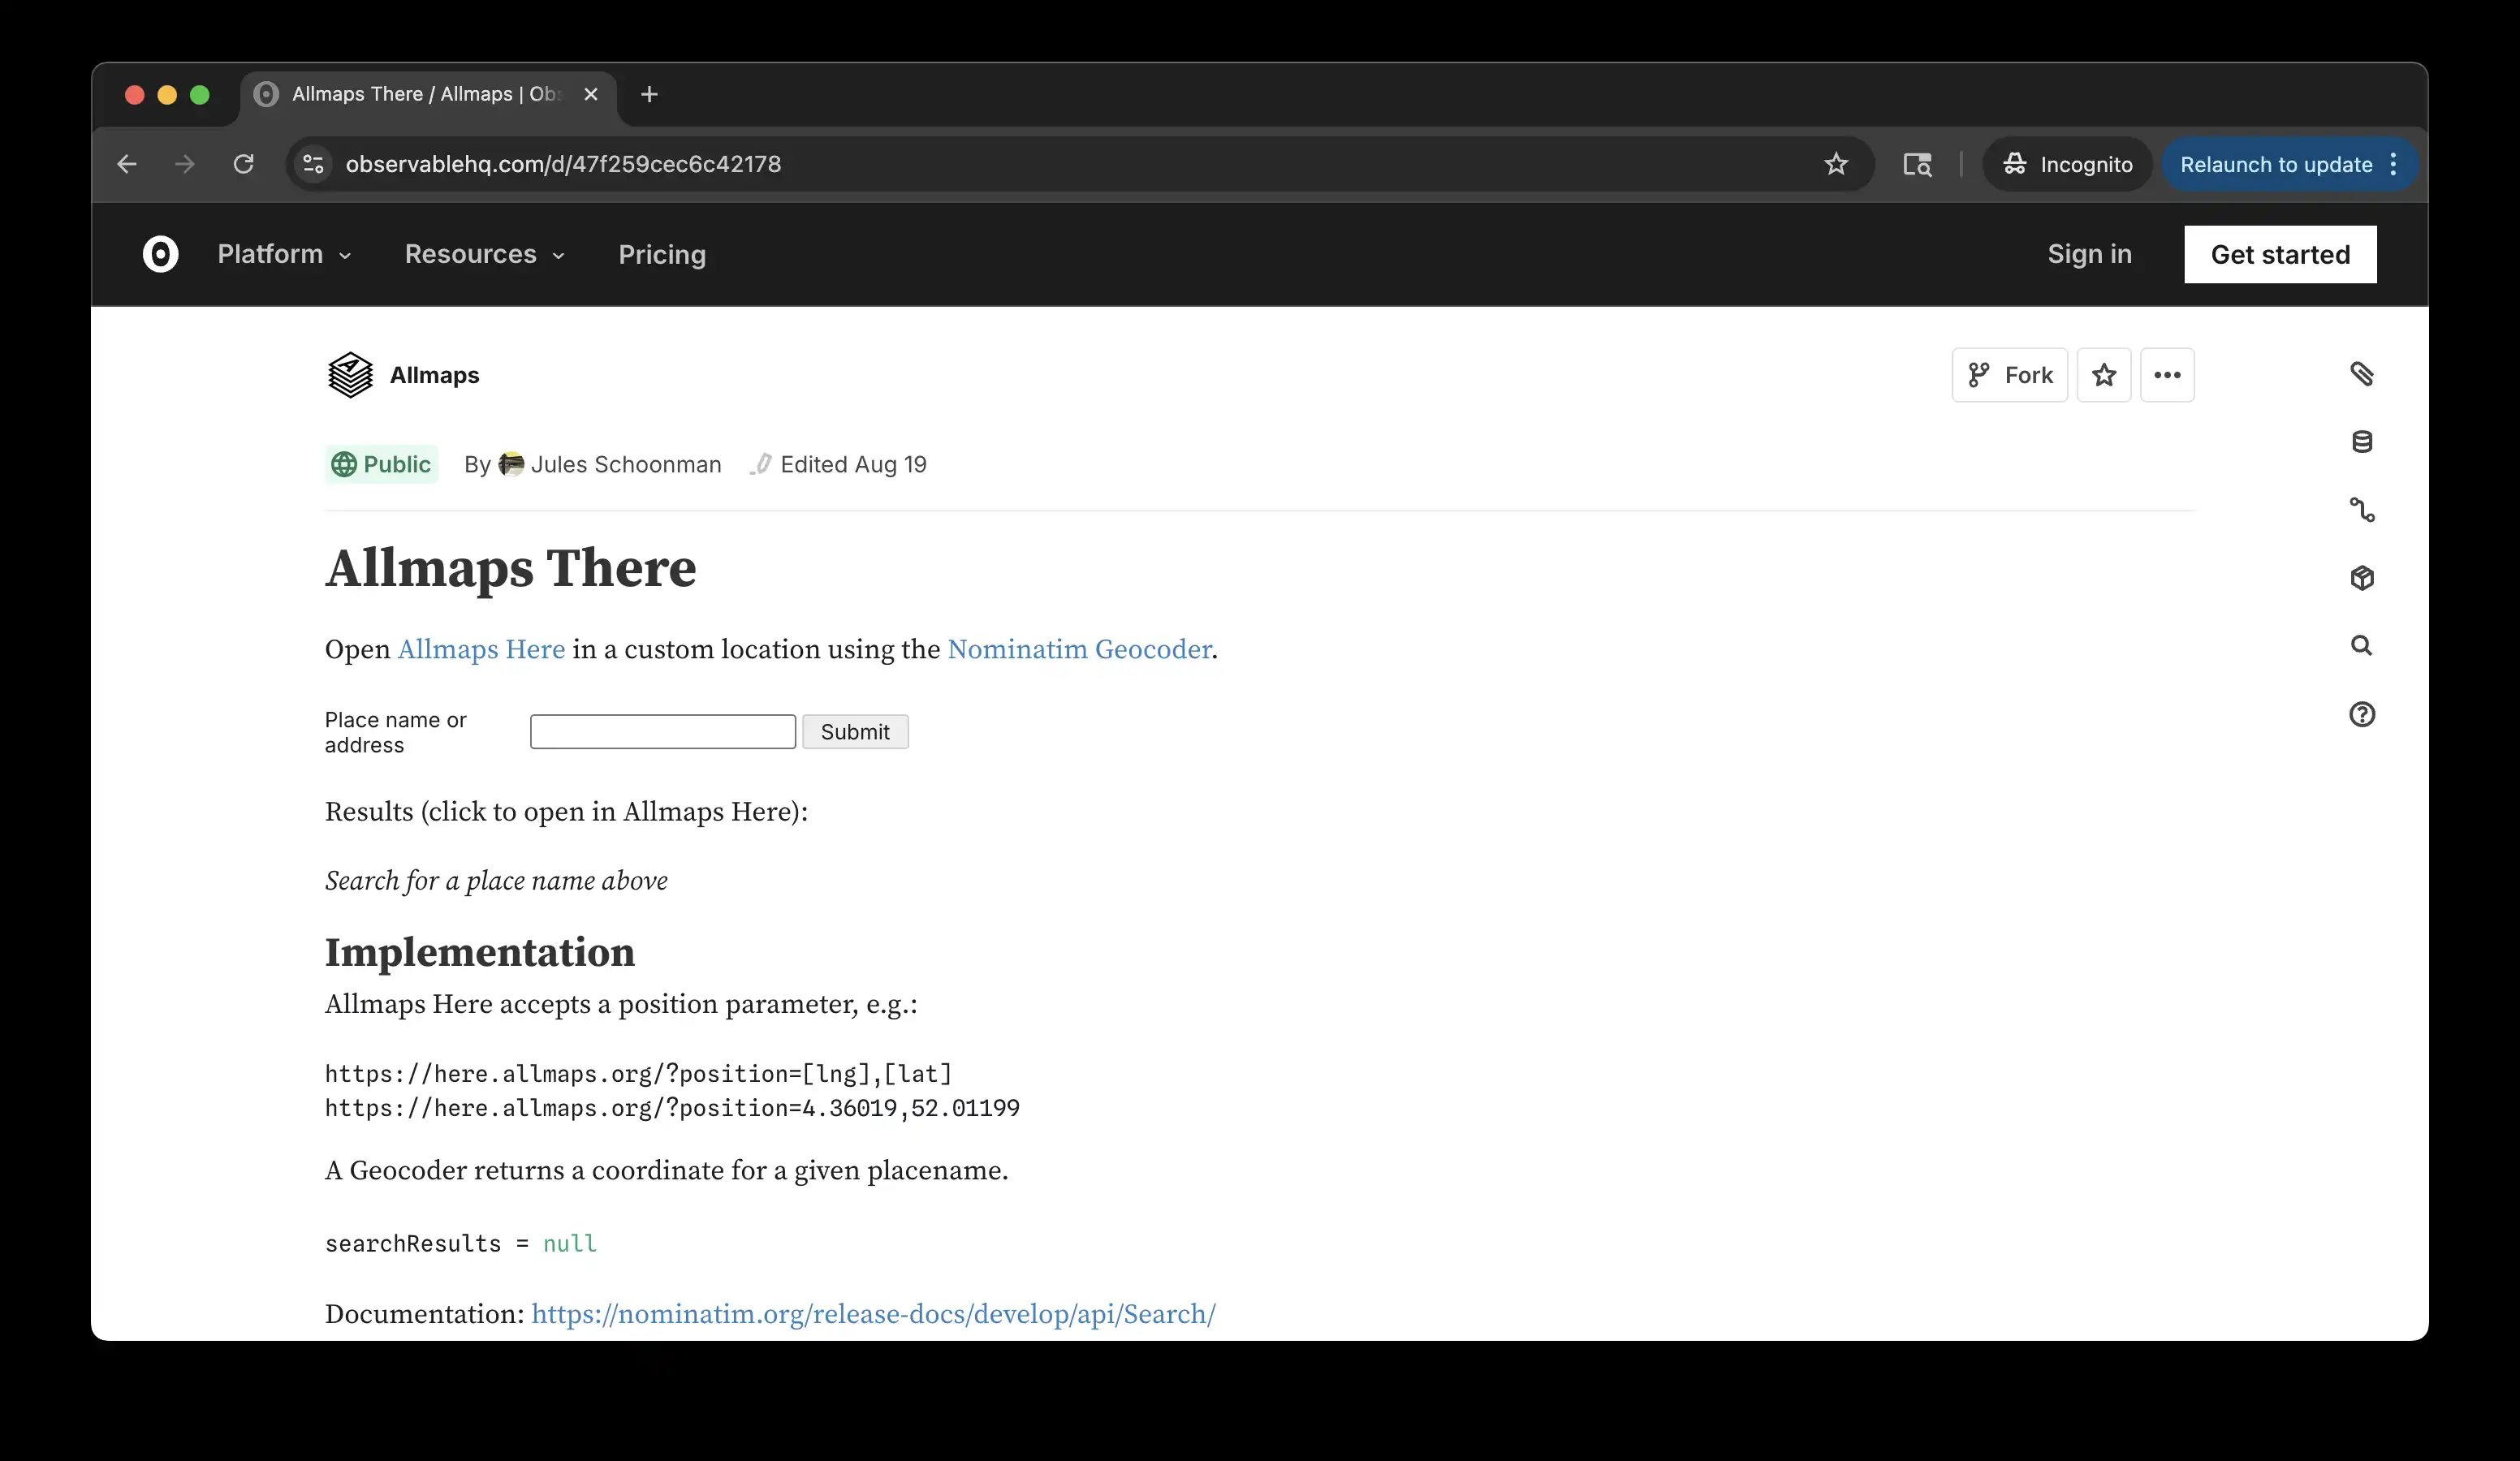 Allmaps There / Allmaps | Obs
observablehq.com/d/47f259cec6c42178
Incognito
Relaunch to update
Platform
Resources
Pricing
Sign in
Get started
Allmaps
Fork
Public
By Jules Schoonman
Edited Aug 19
Allmaps There
Open Allmaps Here in a custom location using the Nominatim Geocoder.
Place name or
address
Submit
Results (click to open in Allmaps Here):
Search for a place name above
Implementation
Allmaps Here accepts a position parameter, e.g.:
https://here.allmaps.org/?position=[lng],[lat]
https://here.allmaps.org/?position=4.36019,52.01199
A Geocoder returns a coordinate for a given placename.
searchResults = null
Documentation: https://nominatim.org/release-docs/develop/api/Search/